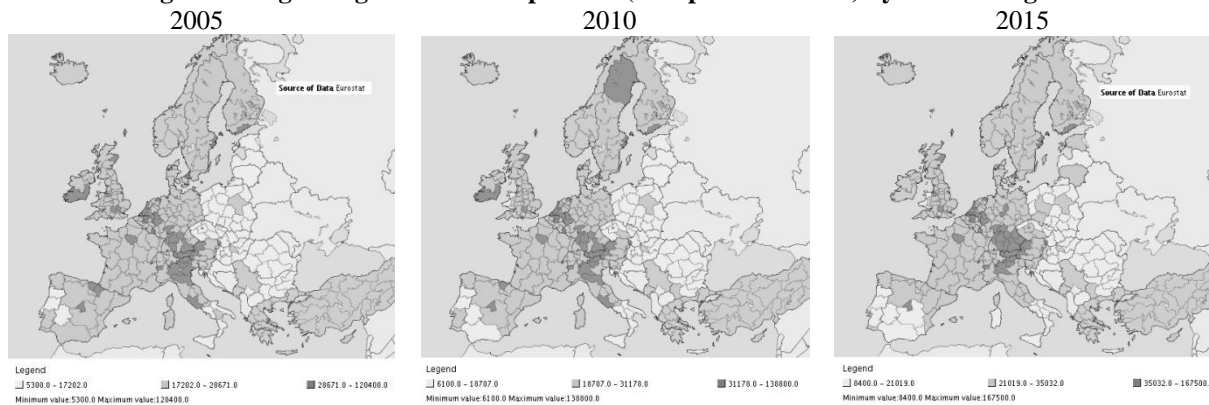 2005 2010 2015
Source of Data Eurostat
Source of Data Eurostat
Legend
5300.0 - 17202.0 17202.0 - 28671.0 28671.0 - 120400.0
Minimum value:5300.0 Maximum value:120400.0
Legend
6100.0 - 18707.0 18707.0 - 31178.0 31178.0 - 138800.0
Minimum value:6100.0 Maximum value:138800.0
Legend
8400.0 - 21019.0 21019.0 - 35032.0 35032.0 - 167500.0
Minimum value:8400.0 Maximum value:167500.0